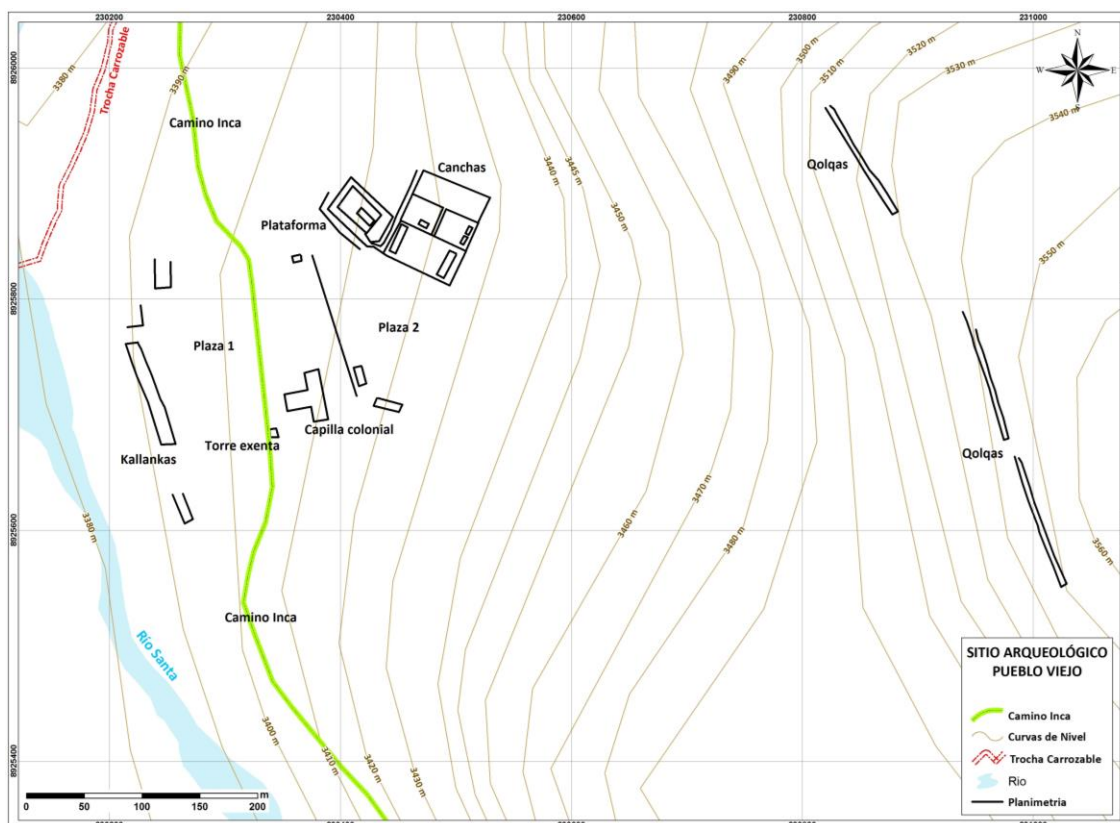 230200
230400
230600
230800
231000
8926000
8925800
8925600
8925400
3380 m
Trocha Carrozable
3390 m
Camino Inca
3490 m
3500 m
3510 m
3520 m
3530 m
3540 m
N
W
E
S
Canchas
3440 m
3445 m
3450 m
Qolqas
Plataforma
3550 m
Plaza 1
Plaza 2
Capilla colonial
Torre exenta
Kallankas
Qolqas
3470 m
3460 m
3480 m
3380 m
3560 m
Camino Inca
Río Santa
3400 m
3410 m
3420 m
3430 m
SITIO ARQUEOLÓGICO
PUEBLO VIEJO
Camino Inca
Curvas de Nivel
Trocha Carrozable
Rio
Planimetria
m
0 50 100 150 200